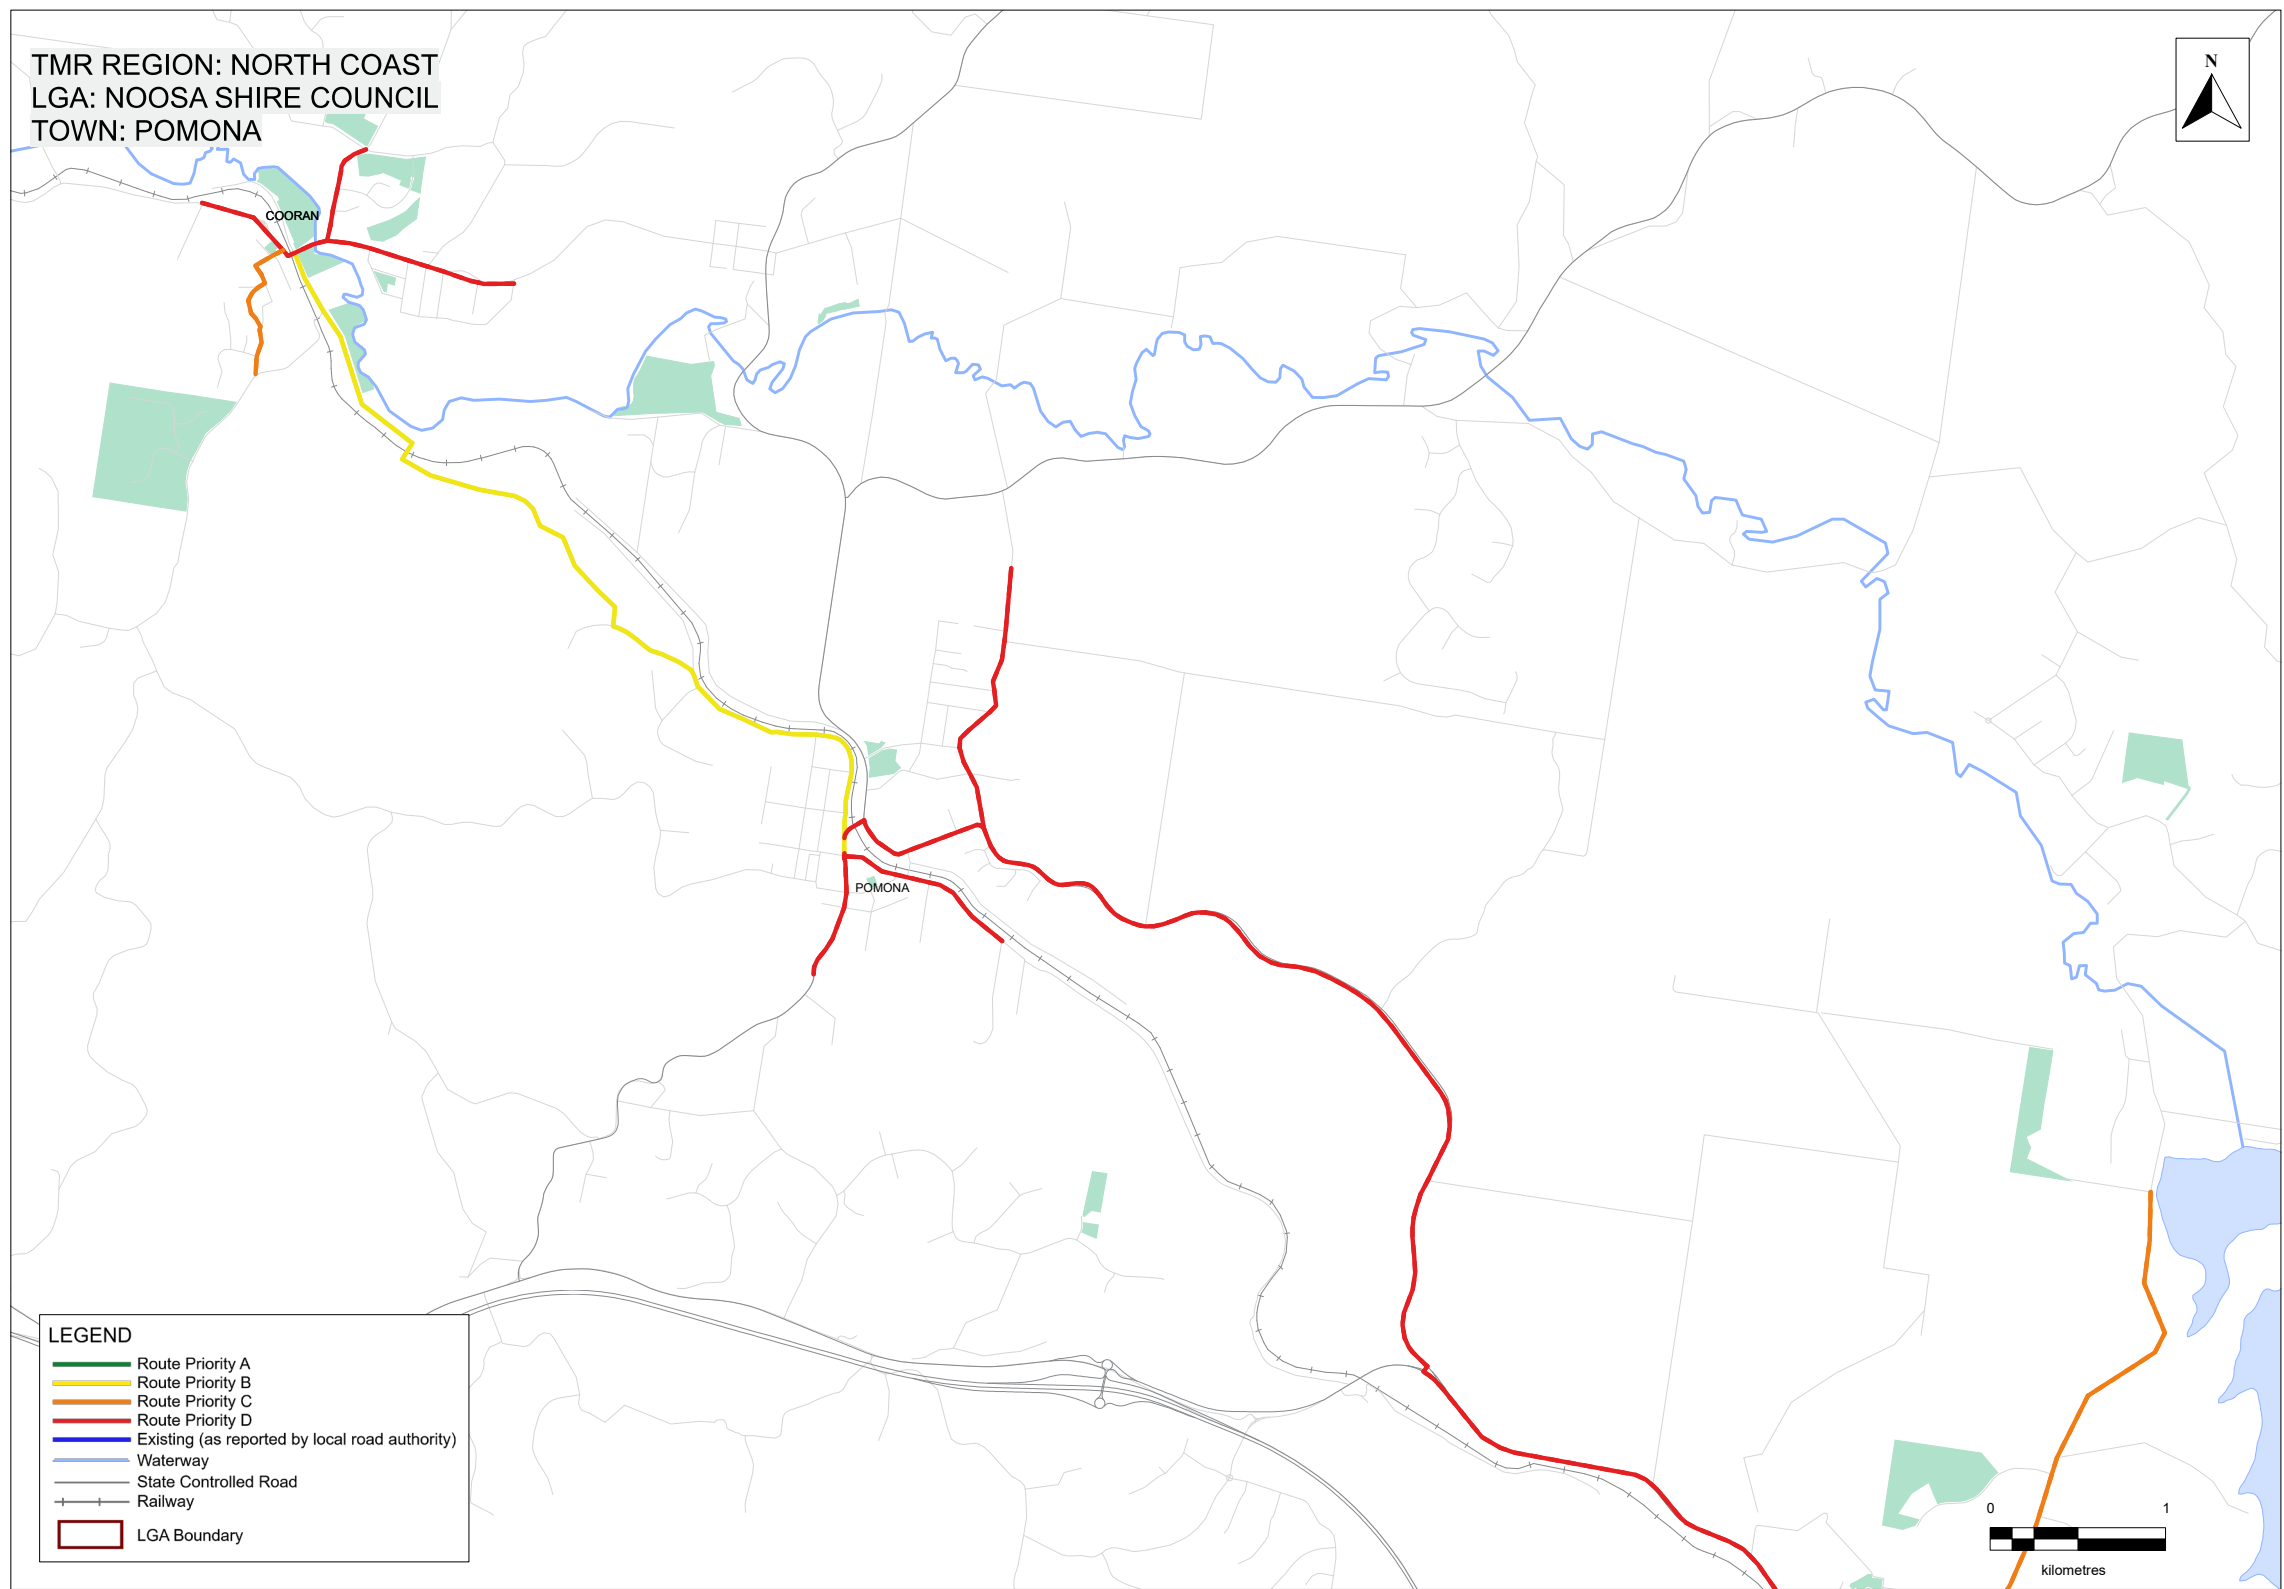 TMR REGION: NORTH COAST
LGA: NOOSA SHIRE COUNCIL
TOWN: POMONA
N
COORAN
POMONA
LEGEND
Route Priority A
Route Priority B
Route Priority C
Route Priority D
Existing (as reported by local road authority)
Waterway
State Controlled Road
Railway
LGA Boundary
0 1
kilometres